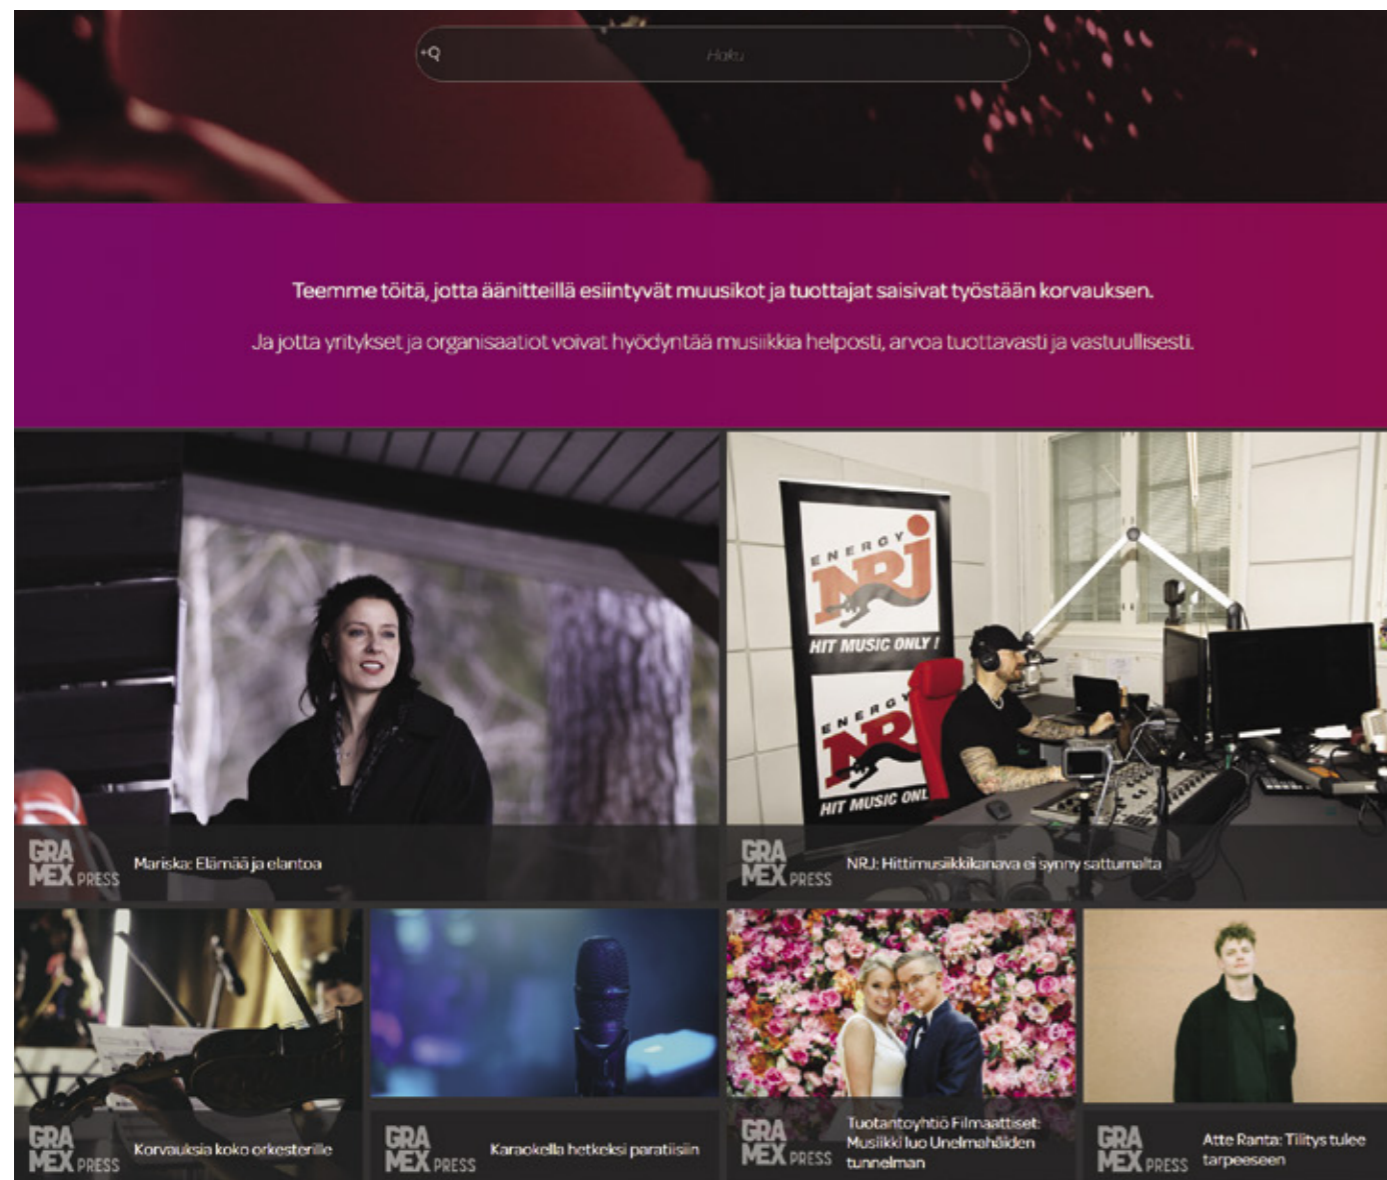 Haku
Teemme töitä, jotta äänitteillä esiintyvät muusikot ja tuottajat saisivat työstään korvauksen.
Ja jotta yritykset ja organisaatiot voivat hyödyntää musiikkia helposti, arvoa tuottavasti ja vastuullisesti.
ENERGY
NRJ
HIT MUSIC ONLY !
ENERGY
NRJ
HIT MUSIC ONL
GRA
MEX PRESS
Mariska: Elämää ja elantoa
GRA
MEX PRESS
NRJ: Hittimusiikkikanava ei synny sattumalta
GRA
MEX PRESS
Korvauksia koko orkesterille
GRA
MEX PRESS
Karaokella hetkeksi paratiisiin
GRA
MEX PRESS
Tuotantoyhtiö Filmaattiset:
Musiikki luo Unelmahäiden
tunnelman
GRA
MEX PRESS
Atte Ranta: Tilitys tulee
tarpeeseen